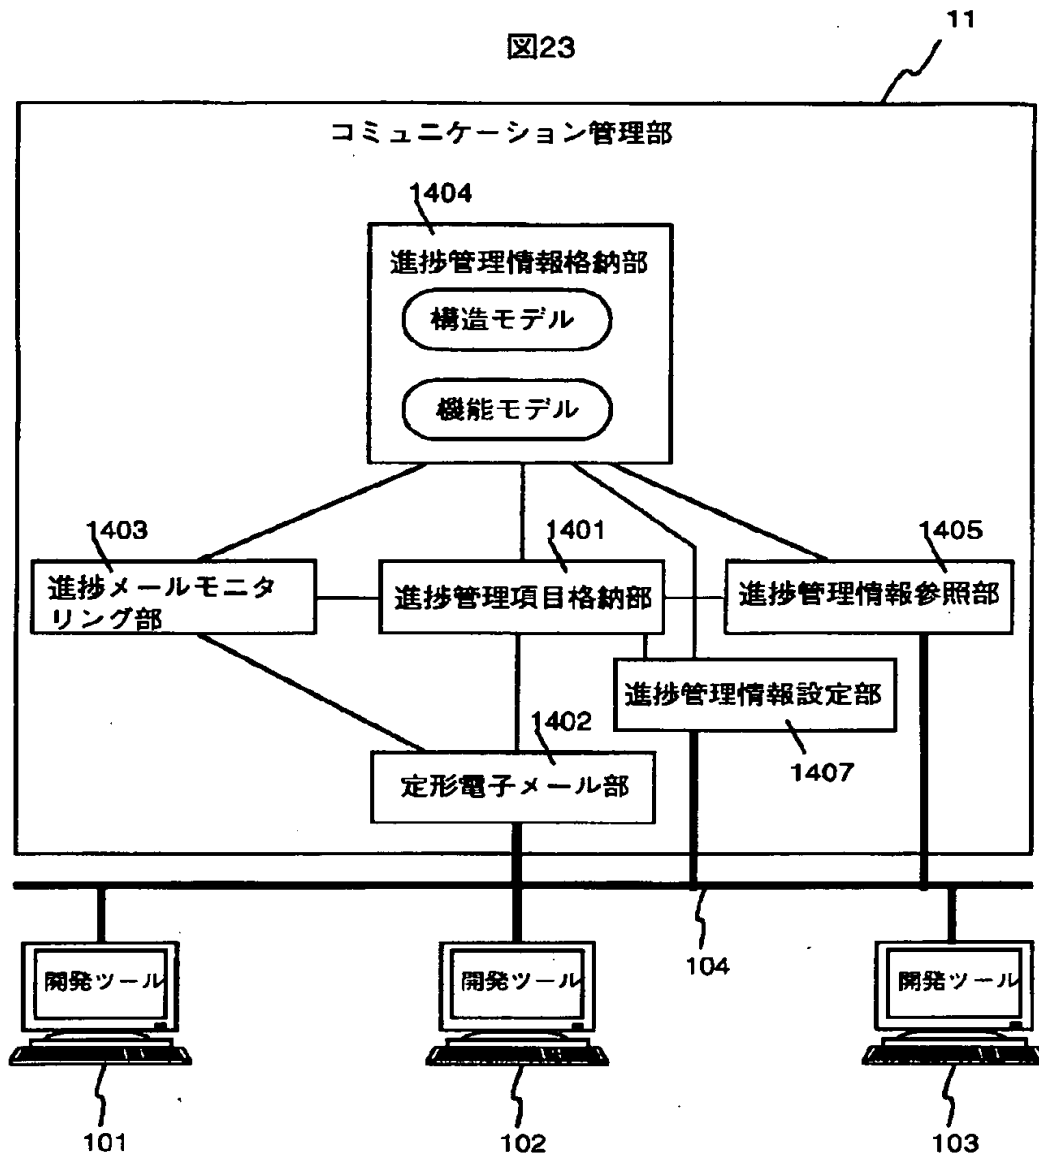 図23
11
コミュニケーション管理部
1404
進捗管理情報格納部
構造モデル
機能モデル
1403
進捗メールモニタ
リング部
1401
進捗管理項目格納部
1405
進捗管理情報参照部
進捗管理情報設定部
1407
1402
定形電子メール部
104
開発ツール
開発ツール
開発ツール
101
102
103